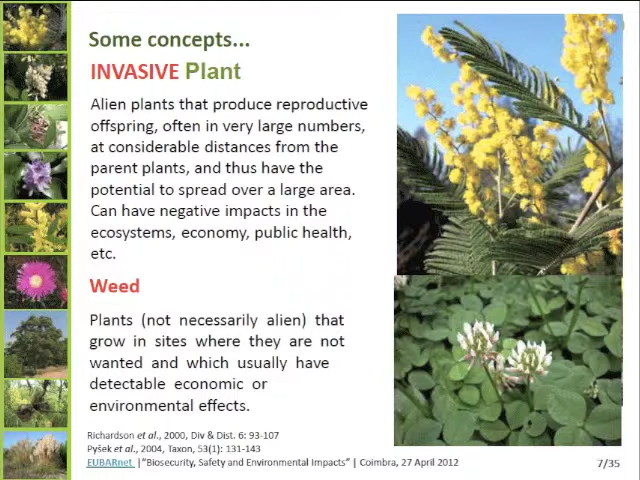 Some concepts...
INVASIVE Plant
Alien plants that produce reproductive
offspring, often in very large numbers,
at considerable distances from the
parent plants, and thus have the
potential to spread over a large area.
Can have negative impacts in the
ecosystems, economy, public health,
etc.
Weed
Plants (not necessarily alien) that
grow in sites where they are not
wanted and which usually have
detectable economic or
environmental effects.
Richardson et al., 2000, Div & Dist. 6: 93-107
Pyšek et al., 2004, Taxon, 53(1): 131-143
EUBARnet |"Biosecurity, Safety and Environmental Impacts" | Coimbra, 27 April 2012
7/35